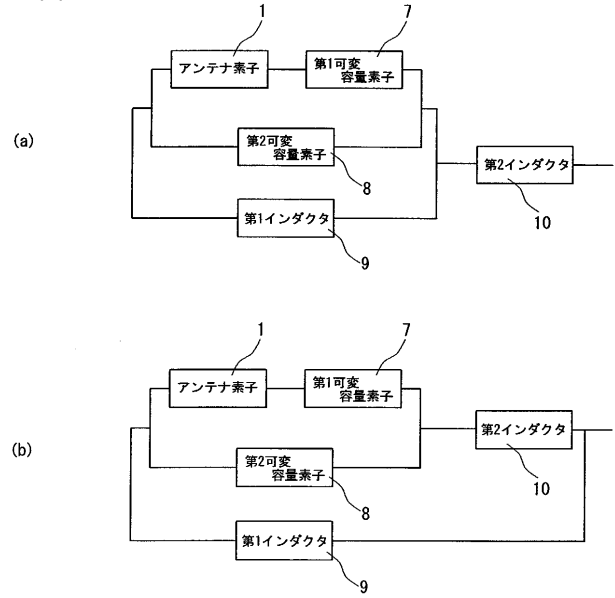 (a)
1
アンテナ素子
7
第1可変
容量素子
第2可変
容量素子
8
第1インダクタ
9
第2インダクタ
10
(b)
1
アンテナ素子
7
第1可変
容量素子
第2可変
容量素子
8
第1インダクタ
9
第2インダクタ
10